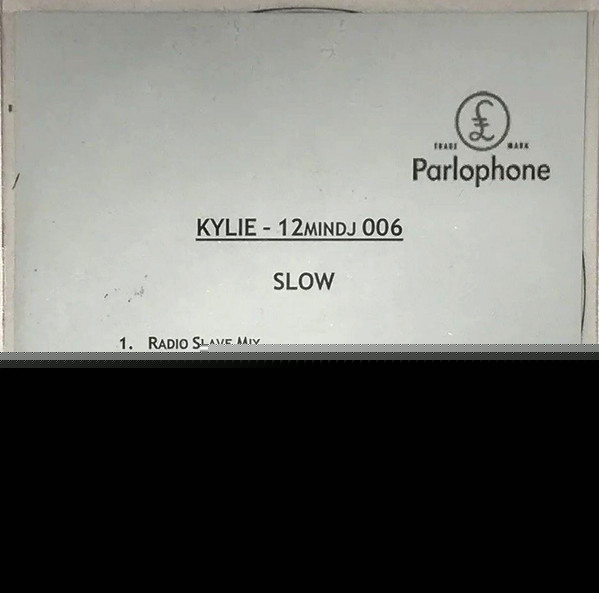 TRADE MARK
Parlophone
KYLIE – 12MINDJ 006
SLOW
1. RADIO SLAVE MIX